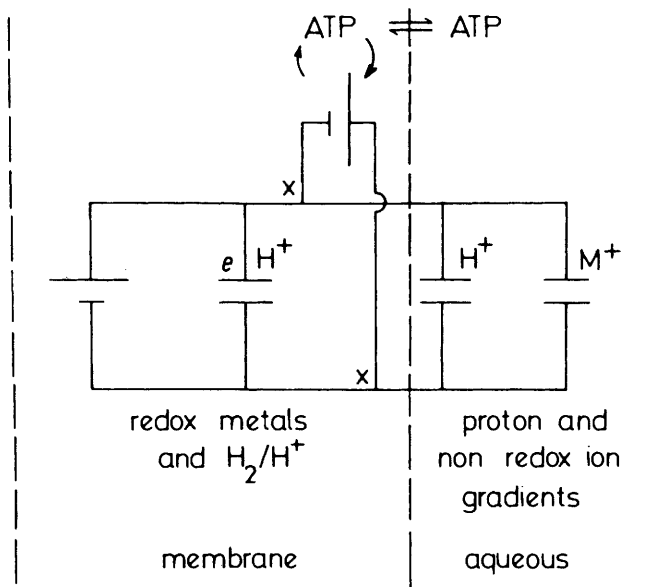 ATP ⇌ ATP
x
e H⁺ H⁺ M⁺
x
redox metals
and H₂/H⁺
proton and
non redox ion
gradients
membrane
aqueous